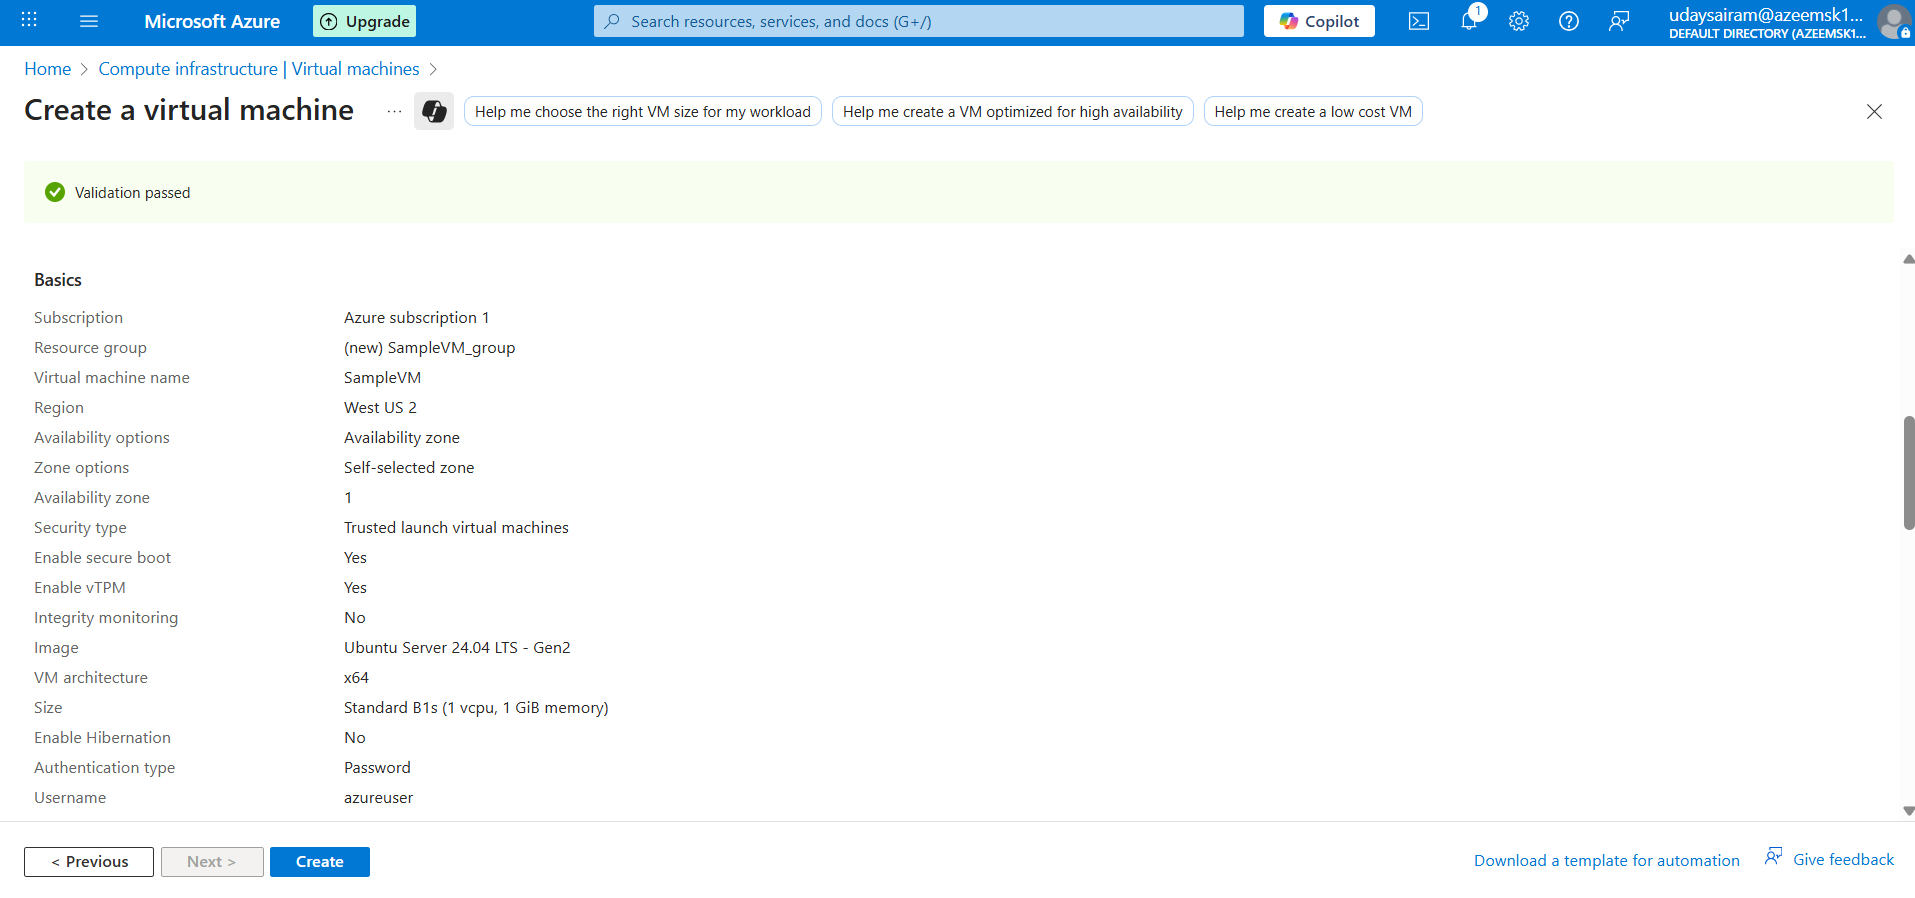 Microsoft Azure
Upgrade
Search resources, services, and docs (G+/)
Copilot
1
udaysairam@azeemsk1...
DEFAULT DIRECTORY (AZEEMSK1...
Home > Compute infrastructure | Virtual machines >
Create a virtual machine
...
Help me choose the right VM size for my workload
Help me create a VM optimized for high availability
Help me create a low cost VM
Validation passed
Basics
Subscription Azure subscription 1
Resource group (new) SampleVM_group
Virtual machine name SampleVM
Region West US 2
Availability options Availability zone
Zone options Self-selected zone
Availability zone 1
Security type Trusted launch virtual machines
Enable secure boot Yes
Enable vTPM Yes
Integrity monitoring No
Image Ubuntu Server 24.04 LTS - Gen2
VM architecture x64
Size Standard B1s (1 vcpu, 1 GiB memory)
Enable Hibernation No
Authentication type Password
Username azureuser
< Previous
Next >
Create
Download a template for automation
Give feedback